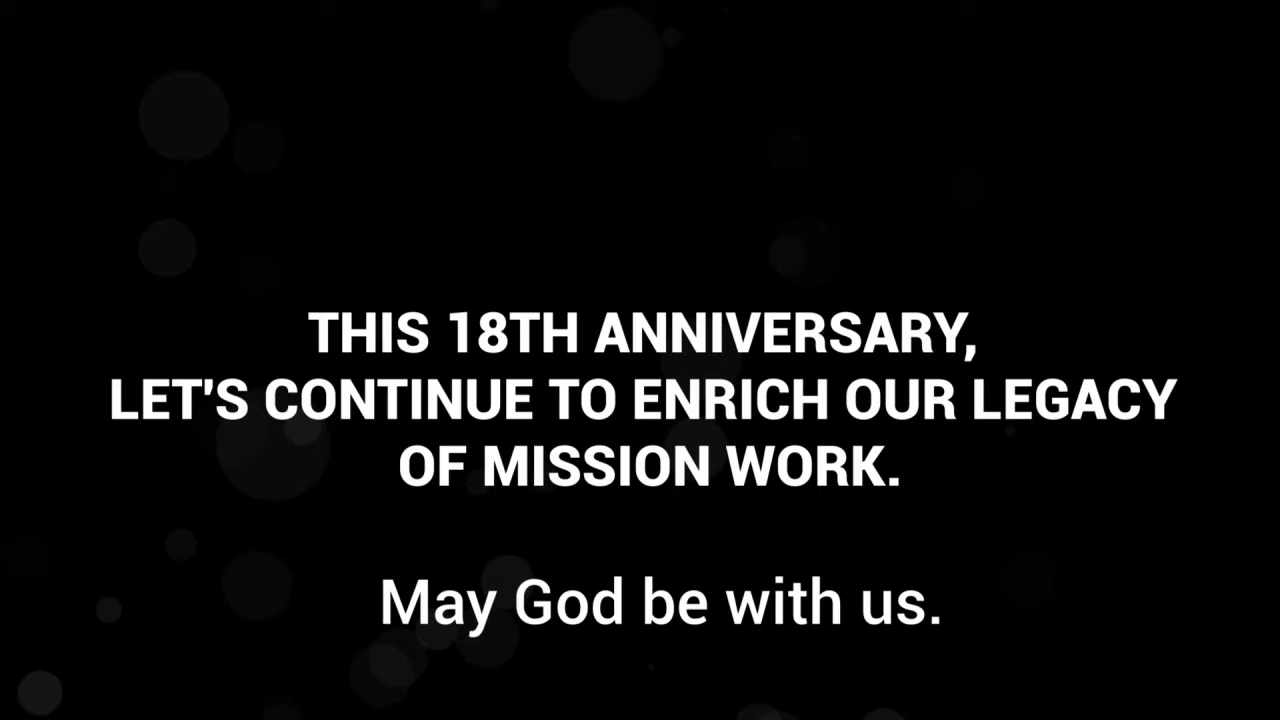 THIS 18TH ANNIVERSARY,
LET'S CONTINUE TO ENRICH OUR LEGACY
OF MISSION WORK.
May God be with us.